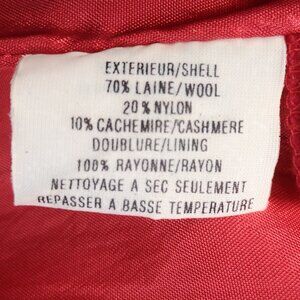 EXTERIEUR/SHELL
70% LAINE/WOOL
20% NYLON
10% CACHEMIRE/CASHMERE
DOUBLURE/LINING
100% RAYONNE/RAYON
NETTOYAGE A SEC SEULEMENT
REPASSER A BASSE TEMPERATURE